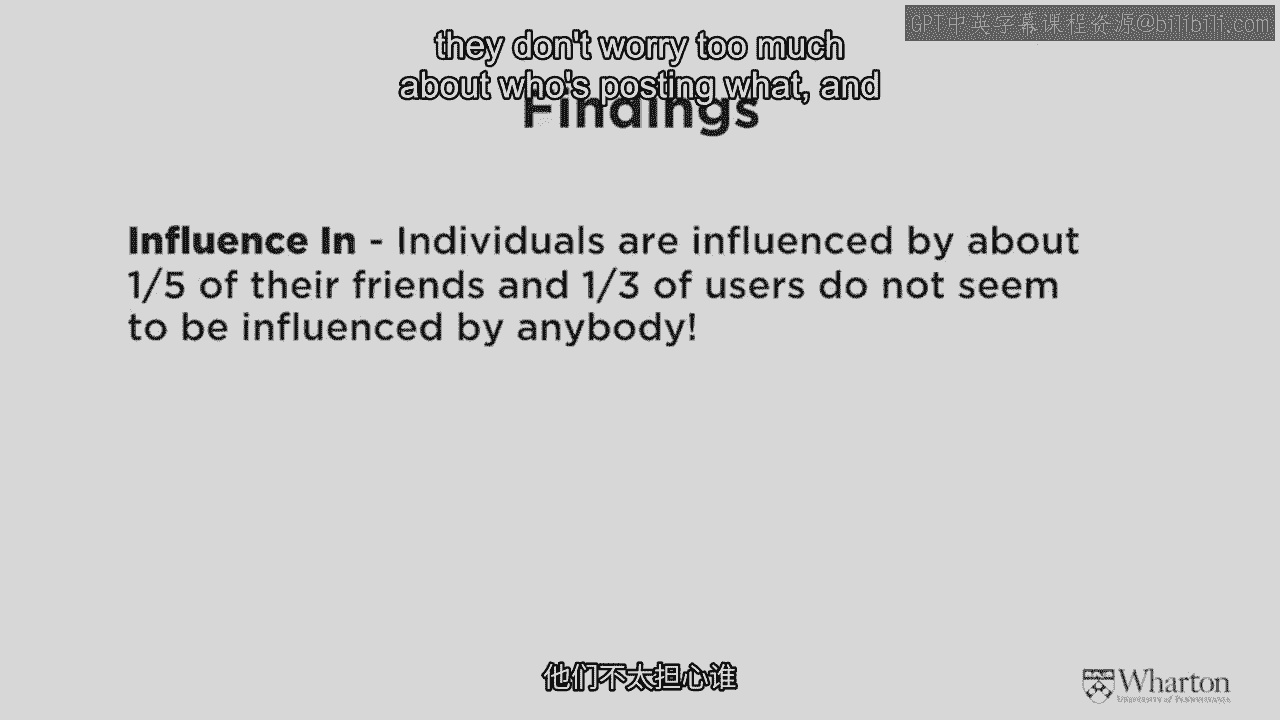 GPT中英字幕课程资源@bilibili.com
they don't worry too much
about who's posting what, and
Findings
Influence In - Individuals are influenced by about
1/5 of their friends and 1/3 of users do not seem
to be influenced by anybody!
他们不太担心谁
Wharton
University of Pennsylvania